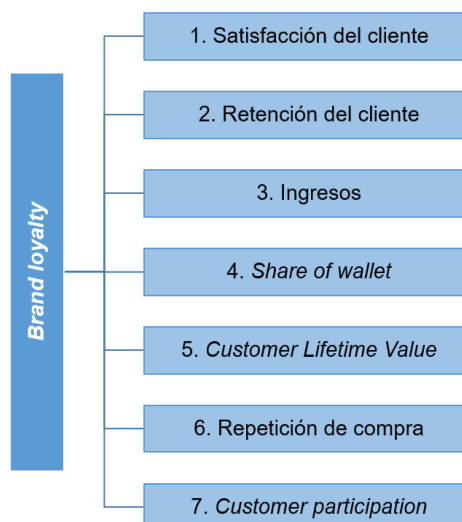 Brand loyalty
1. Satisfacción del cliente
2. Retención del cliente
3. Ingresos
4. Share of wallet
5. Customer Lifetime Value
6. Repetición de compra
7. Customer participation